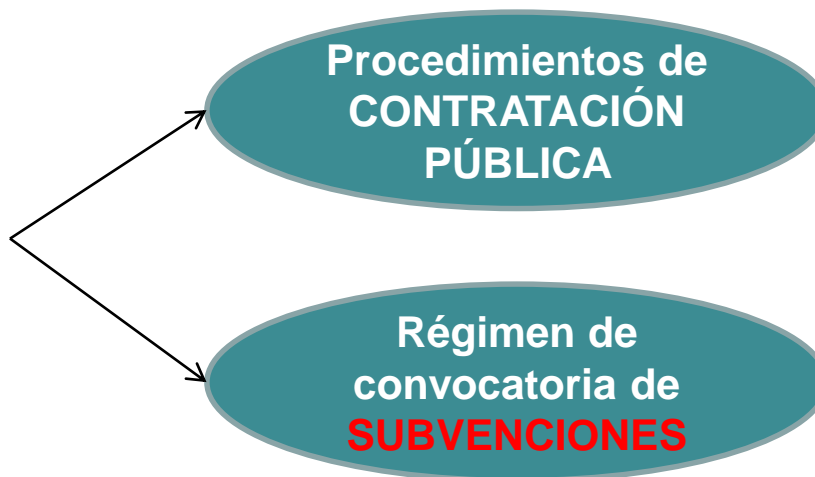 Procedimientos de
CONTRATACIÓN
PÚBLICA
Régimen de
convocatoria de
SUBVENCIONES